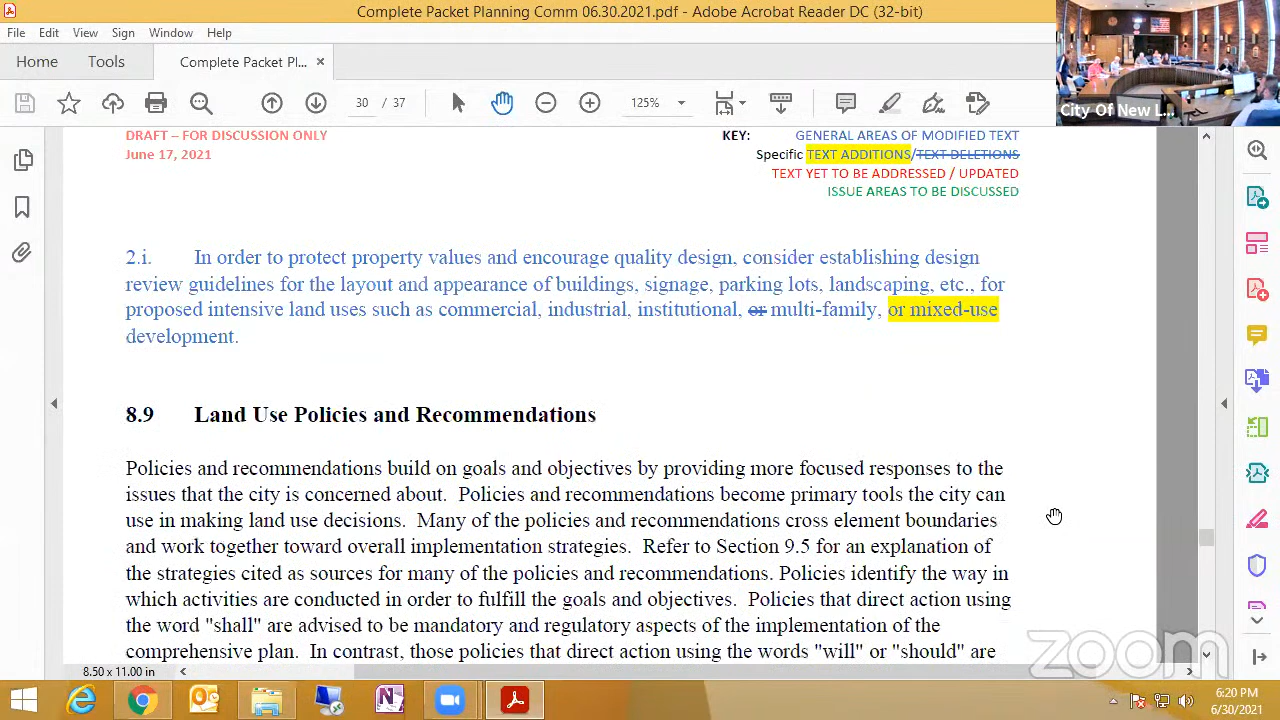 Complete Packet Planning Comm 06.30.2021.pdf - Adobe Acrobat Reader DC (32-bit)
File Edit View Sign Window Help
Home Tools Complete Packet Pl... ×
30 / 37 125%
DRAFT – FOR DISCUSSION ONLY
June 17, 2021
KEY: GENERAL AREAS OF MODIFIED TEXT
Specific TEXT ADDITIONS/TEXT DELETIONS
TEXT YET TO BE ADDRESSED / UPDATED
ISSUE AREAS TO BE DISCUSSED
City Of New L...
2.i. In order to protect property values and encourage quality design, consider establishing design
review guidelines for the layout and appearance of buildings, signage, parking lots, landscaping, etc., for
proposed intensive land uses such as commercial, industrial, institutional, or multi-family, or mixed-use
development.
8.9 Land Use Policies and Recommendations
Policies and recommendations build on goals and objectives by providing more focused responses to the
issues that the city is concerned about. Policies and recommendations become primary tools the city can
use in making land use decisions. Many of the policies and recommendations cross element boundaries
and work together toward overall implementation strategies. Refer to Section 9.5 for an explanation of
the strategies cited as sources for many of the policies and recommendations. Policies identify the way in
which activities are conducted in order to fulfill the goals and objectives. Policies that direct action using
the word "shall" are advised to be mandatory and regulatory aspects of the implementation of the
comprehensive plan. In contrast, those policies that direct action using the words "will" or "should" are
zoom
8.50 x 11.00 in
6:20 PM
6/30/2021